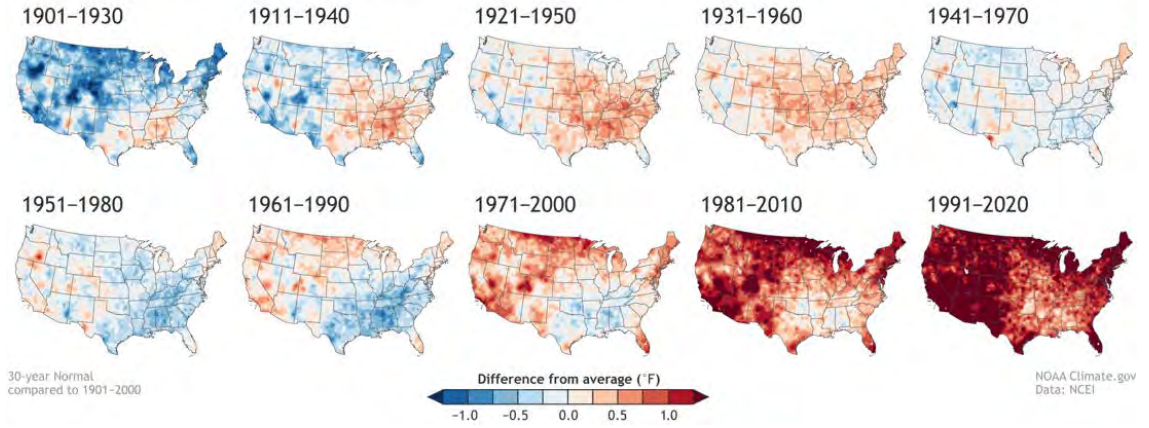 1901–1930
1911–1940
1921–1950
1931–1960
1941–1970
1951–1980
1961–1990
1971–2000
1981–2010
1991–2020
30-year Normal
compared to 1901–2000
Difference from average (°F)
−1.0 −0.5 0.0 0.5 1.0
NOAA Climate.gov
Data: NCEI